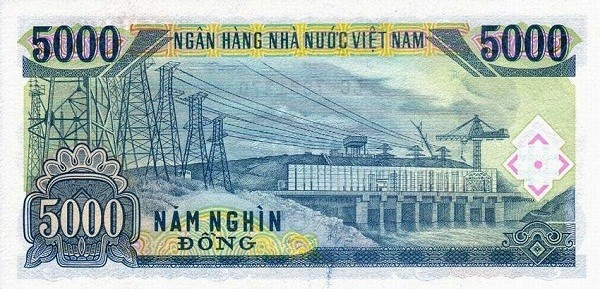 5000 NGÂN HÀNG NHÀ NƯỚC VIỆT NAM 5000
5000
NĂM NGHÌN
ĐỒNG